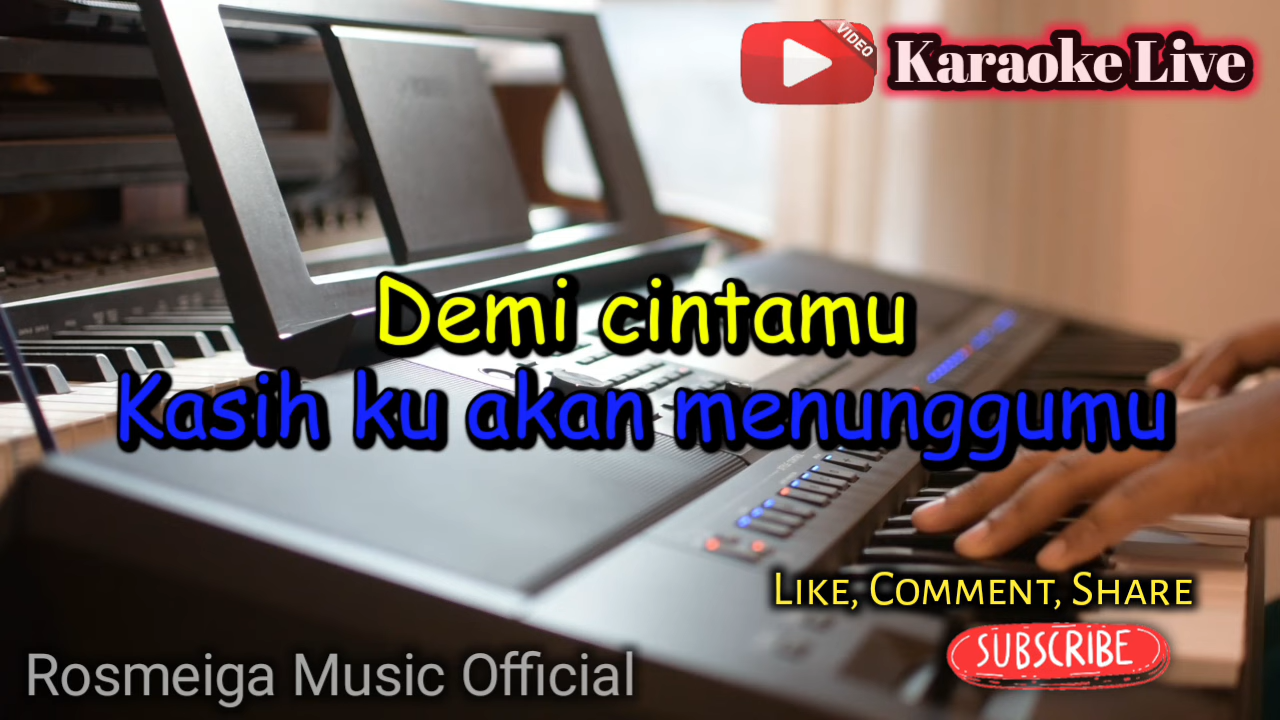 VIDEO
Karaoke Live
Demi cintamu
Kasih ku akan menunggumu
Like, Comment, Share
SUBSCRIBE
Rosmeiga Music Official